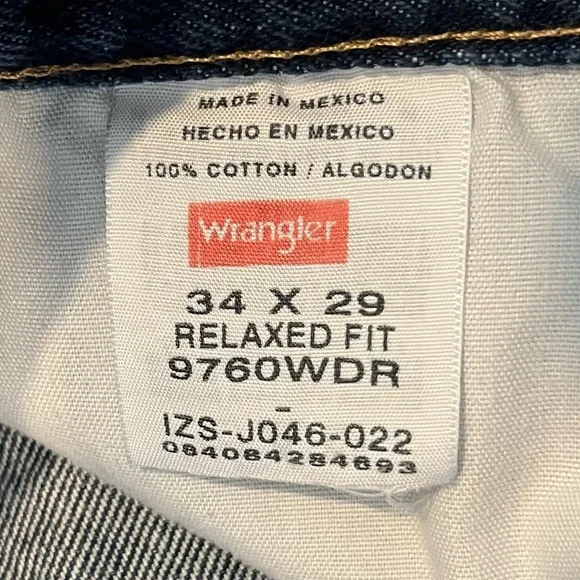 MADE IN MEXICO
HECHO EN MEXICO
100% COTTON / ALGODON
Wrangler
34 X 29
RELAXED FIT
9760WDR
-
IZS-J046-022
084084284693